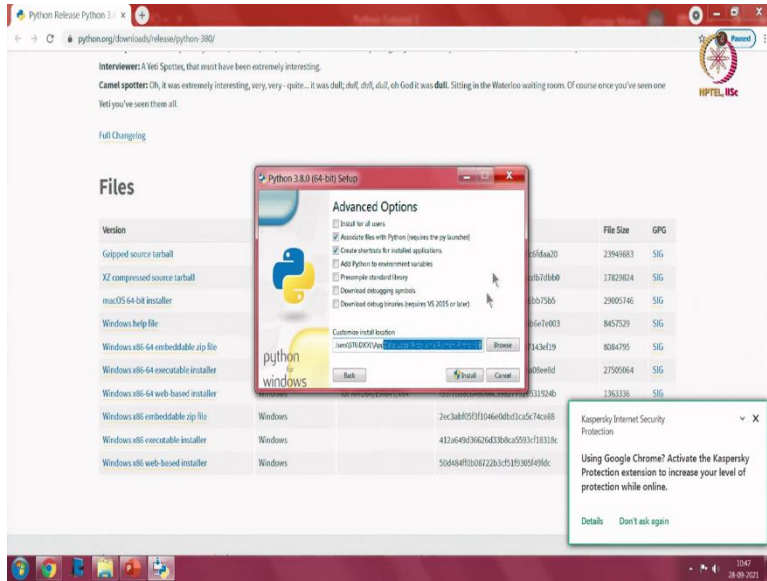 Python Release Python 3.8
python.org/downloads/release/python-380/
Paused
NPTEL, IISc
Interviewer: A Yeti Spotter, that must have been extremely interesting.
Camel spotter: Oh, it was extremely interesting, very, very - quite... it was dull; dull, dull, dull, oh God it was dull. Sitting in the Waterloo waiting room. Of course once you've seen one
Yeti you've seen them all.
Full Changelog
Files
Version
File Size
GPG
Gzipped source tarball
23949883
SIG
XZ compressed source tarball
17829824
SIG
macOS 64-bit installer
29005746
SIG
Windows help file
8457529
SIG
Windows x86-64 embeddable zip file
8084795
SIG
Windows x86-64 executable installer
27505064
SIG
Windows x86-64 web-based installer
1363336
SIG
Windows x86 embeddable zip file
Windows
Windows x86 executable installer
Windows
Windows x86 web-based installer
Windows
Python 3.8.0 (64-bit) Setup
Advanced Options
Install for all users
Associate files with Python (requires the py launcher)
Create shortcuts for installed applications
Add Python to environment variables
Precompile standard library
Download debugging symbols
Download debug binaries (requires VS 2015 or later)
Customize install location
Browse
Back
Install
Cancel
python
for
windows
Kaspersky Internet Security
Protection
Using Google Chrome? Activate the Kaspersky
Protection extension to increase your level of
protection while online.
Details
Don't ask again
10:47
28-09-2021